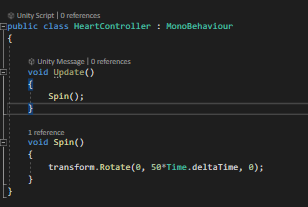 Unity Script | 0 references
public class HeartController : MonoBehaviour
{
Unity Message | 0 references
void Update()
{
Spin();
}
1 reference
void Spin()
{
transform.Rotate(0, 50*Time.deltaTime, 0);
}
}